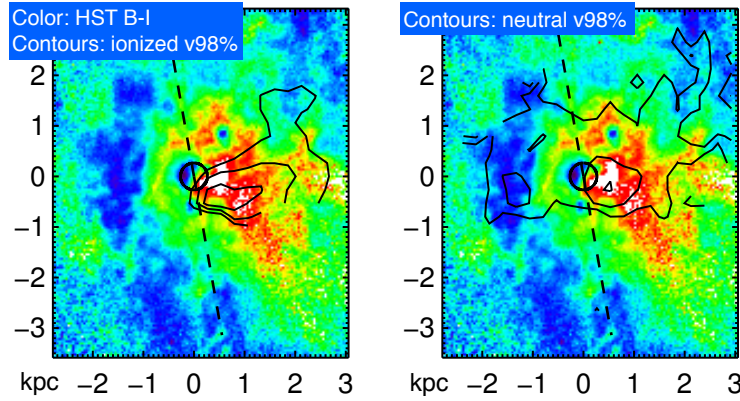 Color: HST B-I
Contours: ionized v98%
Contours: neutral v98%
2
1
0
−1
−2
−3
2
1
0
−1
−2
−3
kpc −2 −1 0 1 2 3
kpc −2 −1 0 1 2 3